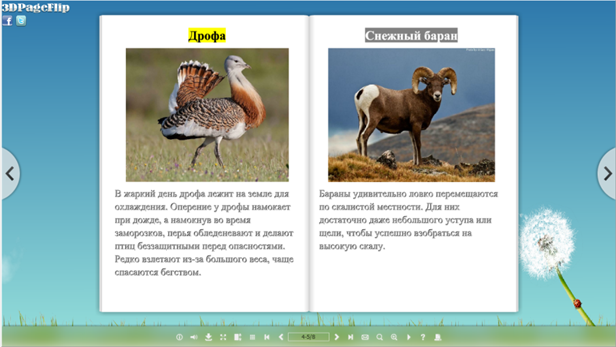 3DPageFlip
Дрофа
В жаркий день дрофа лежит на земле для
охлаждения. Оперение у дрофы намокает
при дожде, а намокнув во время
заморозков, перья обледеневают и делают
птиц беззащитными перед опасностями.
Редко взлетают из-за большого веса, чаще
спасаются бегством.
Снежный баран
Бараны удивительно ловко перемещаются
по скалистой местности. Для них
достаточно даже небольшого уступа или
щели, чтобы успешно взобраться на
высокую скалу.
4-5/8